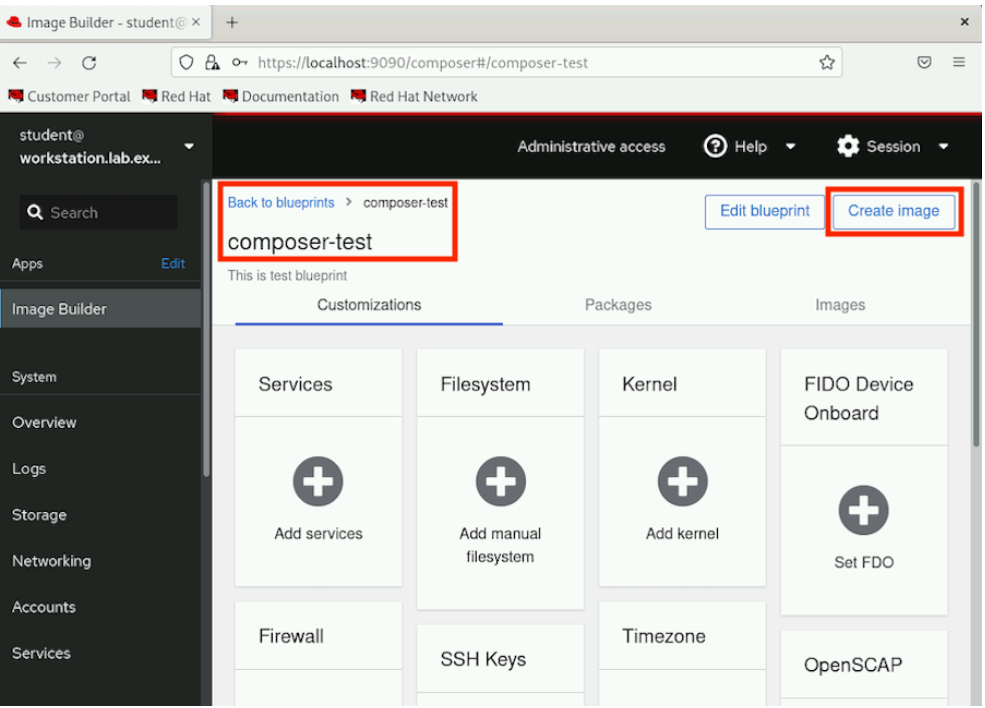 Image Builder - student@ ×
https://localhost:9090/composer#/composer-test
Customer Portal Red Hat Documentation Red Hat Network
student@
workstation.lab.ex...
Administrative access Help Session
Search
Apps Edit
Image Builder
System
Overview
Logs
Storage
Networking
Accounts
Services
Back to blueprints > composer-test
composer-test
This is test blueprint
Edit blueprint Create image
Customizations Packages Images
Services
Add services
Filesystem
Add manual
filesystem
Kernel
Add kernel
FIDO Device
Onboard
Set FDO
Firewall
SSH Keys
Timezone
OpenSCAP